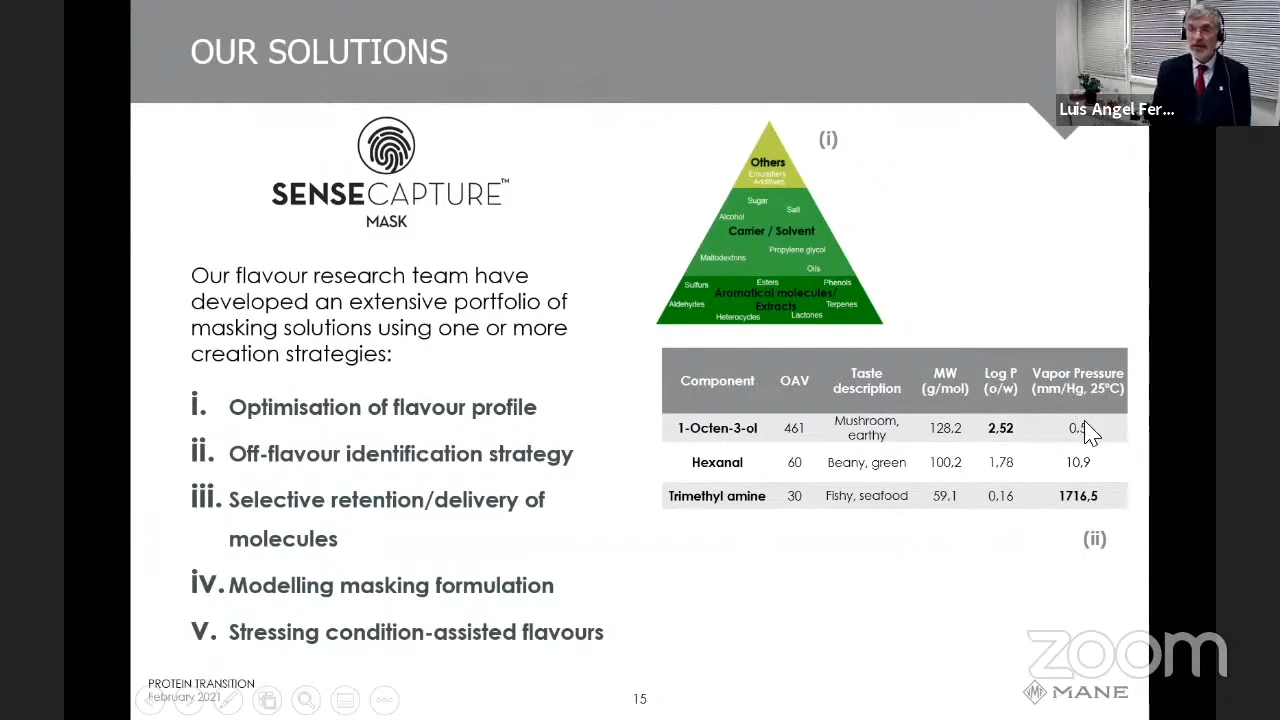 OUR SOLUTIONS
Luis Angel Fer...
SENSECAPTURE™
MASK
Our flavour research team have
developed an extensive portfolio of
masking solutions using one or more
creation strategies:
i. Optimisation of flavour profile
ii. Off-flavour identification strategy
iii. Selective retention/delivery of
molecules
iv. Modelling masking formulation
v. Stressing condition-assisted flavours
(i)
Others
Emulsifiers
Additives
Sugar
Salt
Alcohol
Carrier / Solvent
Propylene glycol
Maltodextrins
Oils
Sulfurs Esters Phenols
Aromatical molecules/
Aldehydes Extracts Terpenes
Heterocycles Lactones
Component OAV Taste description MW (g/mol) Log P (o/w) Vapor Pressure (mm/Hg, 25°C)
1-Octen-3-ol 461 Mushroom, earthy 128,2 2,52 0,5
Hexanal 60 Beany, green 100,2 1,78 10,9
Trimethyl amine 30 Fishy, seafood 59,1 0,16 1716,5
(ii)
PROTEIN TRANSITION
February 2021
15
zoom
MANE